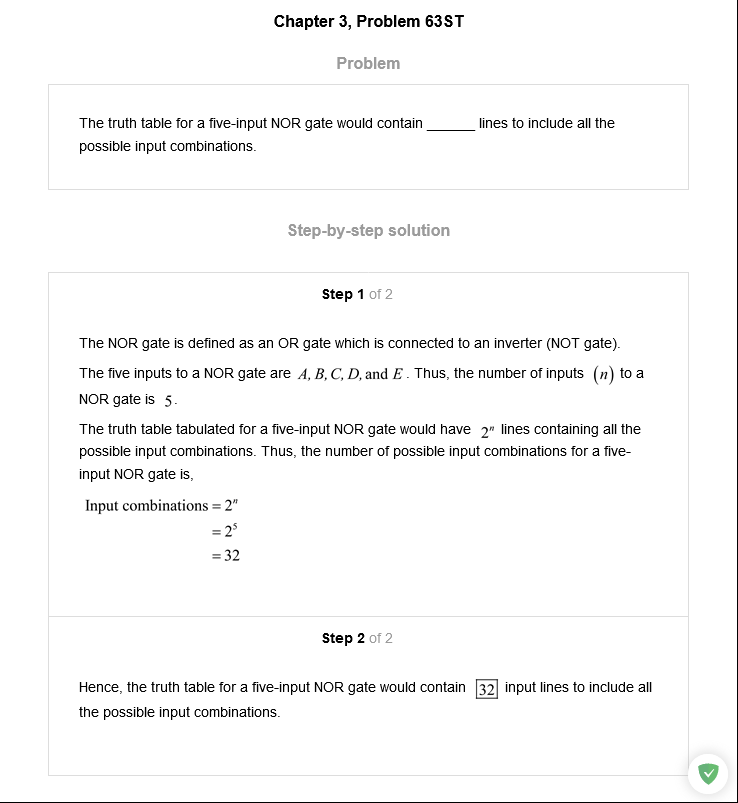 Chapter 3, Problem 63ST
Problem
The truth table for a five-input NOR gate would contain ______ lines to include all the
possible input combinations.
Step-by-step solution
Step 1 of 2
The NOR gate is defined as an OR gate which is connected to an inverter (NOT gate).
The five inputs to a NOR gate are A, B, C, D, and E . Thus, the number of inputs (n) to a
NOR gate is 5.
The truth table tabulated for a five-input NOR gate would have 2ⁿ lines containing all the
possible input combinations. Thus, the number of possible input combinations for a five-
input NOR gate is,
Input combinations = 2ⁿ
= 2⁵
= 32
Step 2 of 2
Hence, the truth table for a five-input NOR gate would contain 32 input lines to include all
the possible input combinations.